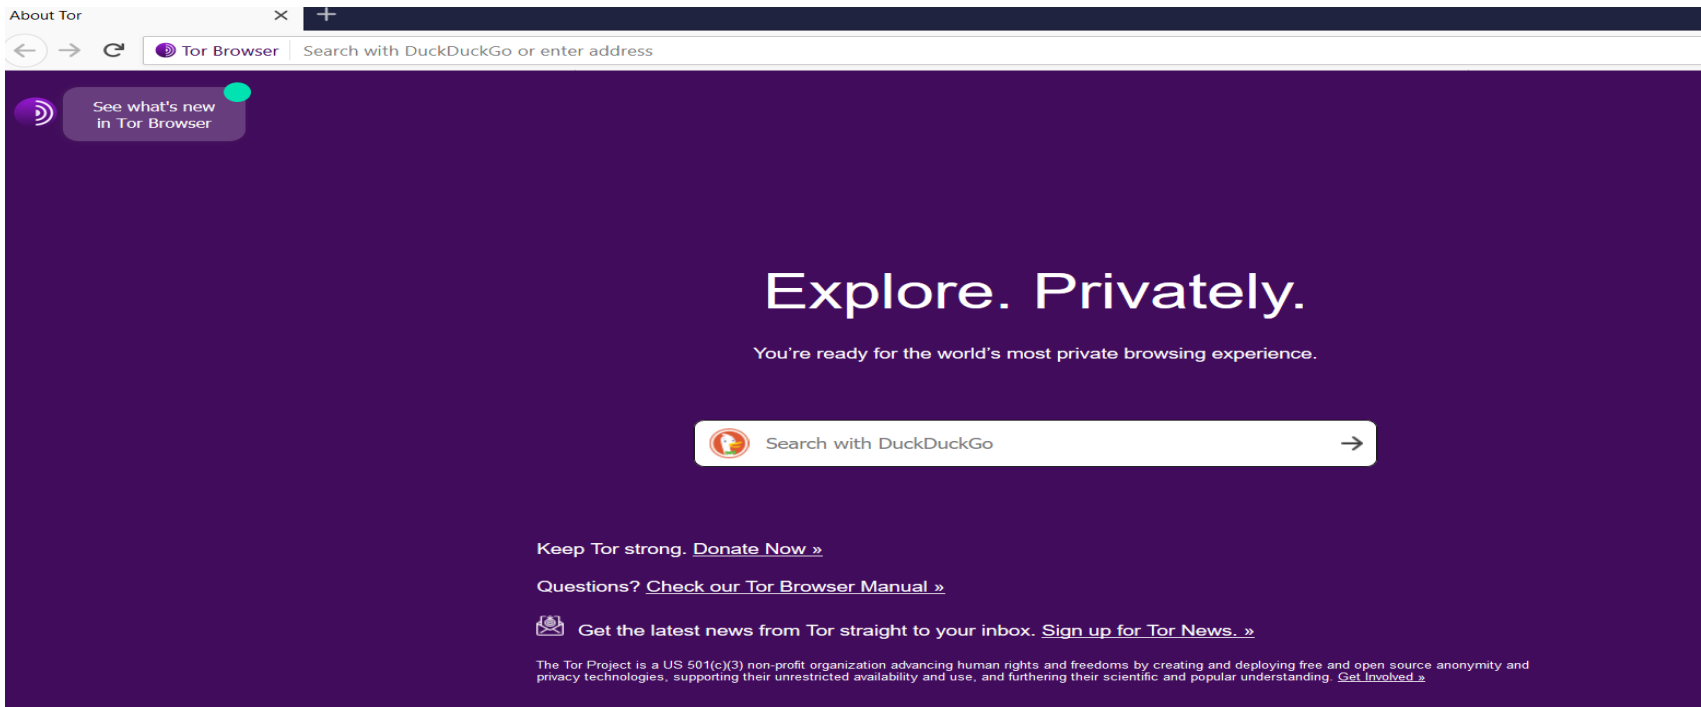 About Tor
Tor Browser Search with DuckDuckGo or enter address
See what's new
in Tor Browser
Explore. Privately.
You’re ready for the world’s most private browsing experience.
Search with DuckDuckGo
Keep Tor strong. Donate Now »
Questions? Check our Tor Browser Manual »
Get the latest news from Tor straight to your inbox. Sign up for Tor News. »
The Tor Project is a US 501(c)(3) non-profit organization advancing human rights and freedoms by creating and deploying free and open source anonymity and
privacy technologies, supporting their unrestricted availability and use, and furthering their scientific and popular understanding. Get Involved »